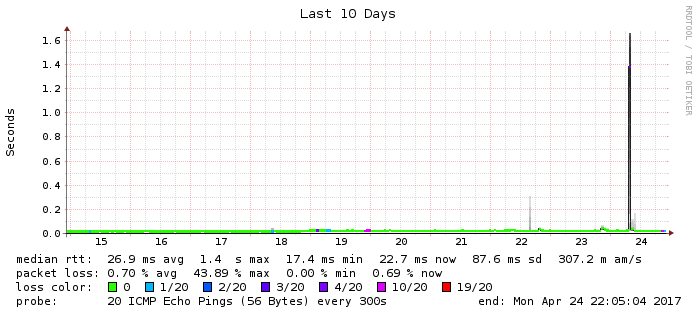 Last 10 Days
RRDTOOL / TOBI OETIKER
Seconds
1.6
1.4
1.2
1.0
0.8
0.6
0.4
0.2
0.0
15 16 17 18 19 20 21 22 23 24
median rtt: 26.9 ms avg 1.4 s max 17.4 ms min 22.7 ms now 87.6 ms sd 307.2 m am/s
packet loss: 0.70 % avg 43.89 % max 0.00 % min 0.69 % now
loss color: 0 1/20 2/20 3/20 4/20 10/20 19/20
probe: 20 ICMP Echo Pings (56 Bytes) every 300s end: Mon Apr 24 22:05:04 2017